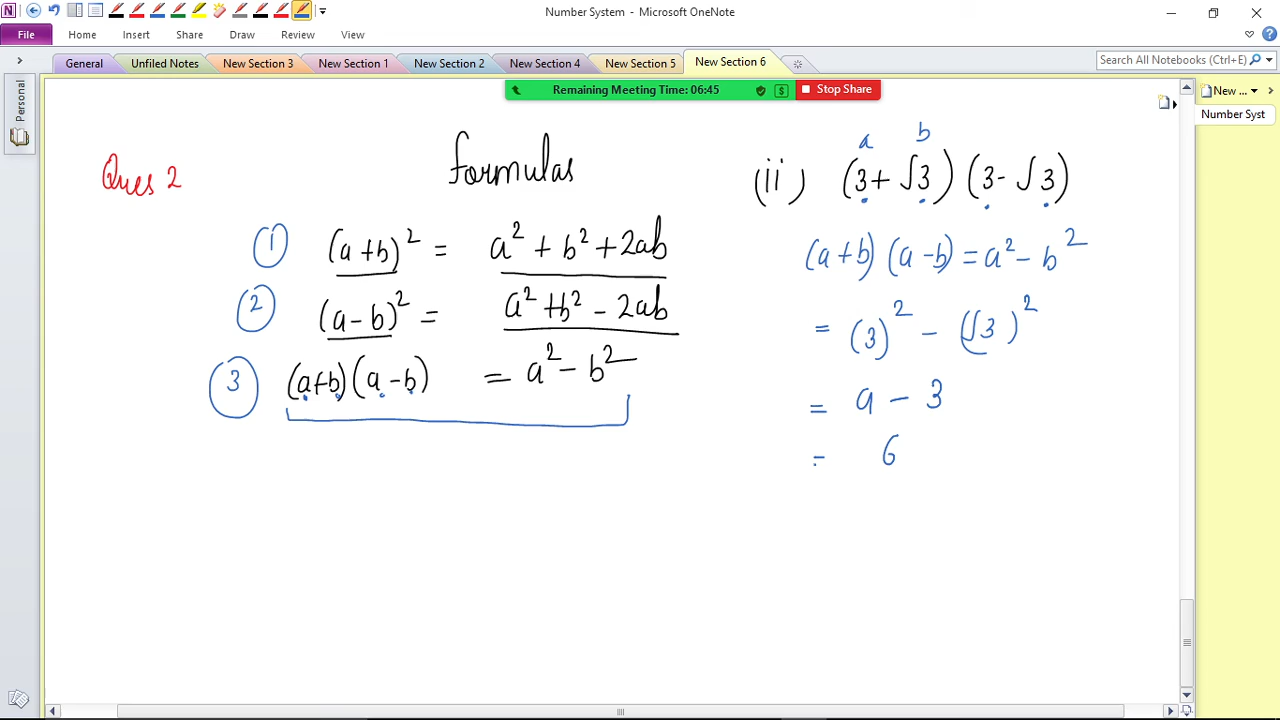 Number System - Microsoft OneNote
File Home Insert Share Draw Review View
General Unfiled Notes New Section 3 New Section 1 New Section 2 New Section 4 New Section 5 New Section 6
Search All Notebooks (Ctrl+E)
Remaining Meeting Time: 06:45 Stop Share
Personal
New ...
Number Syst
Ques 2
formulas
① (a+b)² = a² + b² + 2ab
② (a-b)² = a² + b² - 2ab
③ (a+b)(a-b) = a² - b²
a b
(ii) (3+√3)(3-√3)
(a+b)(a-b) = a² - b²
= (3)² - (√3)²
= 9 - 3
= 6